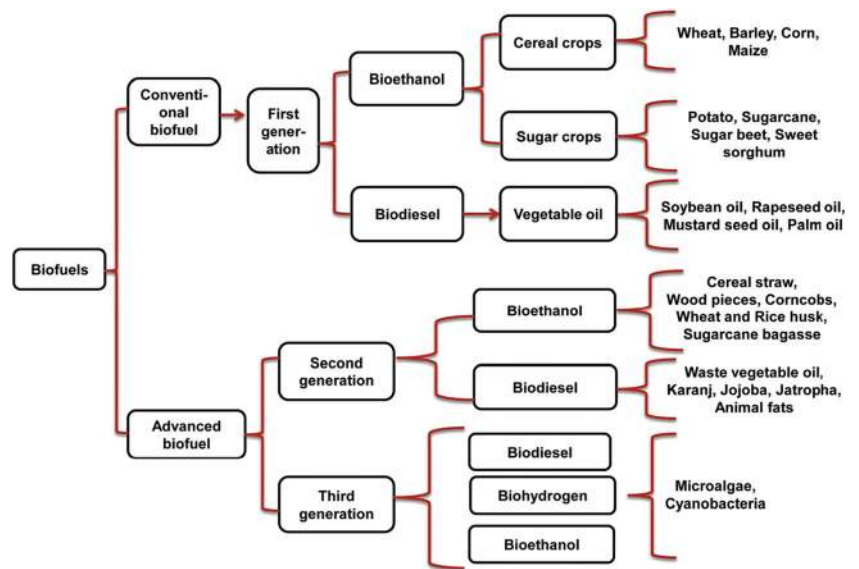 Biofuels
Conventi-
onal
biofuel
First
gener-
ation
Bioethanol
Cereal crops
Wheat, Barley, Corn,
Maize
Sugar crops
Potato, Sugarcane,
Sugar beet, Sweet
sorghum
Biodiesel
Vegetable oil
Soybean oil, Rapeseed oil,
Mustard seed oil, Palm oil
Advanced
biofuel
Second
generation
Bioethanol
Cereal straw,
Wood pieces, Corncobs,
Wheat and Rice husk,
Sugarcane bagasse
Biodiesel
Waste vegetable oil,
Karanj, Jojoba, Jatropha,
Animal fats
Third
generation
Biodiesel
Biohydrogen
Bioethanol
Microalgae,
Cyanobacteria